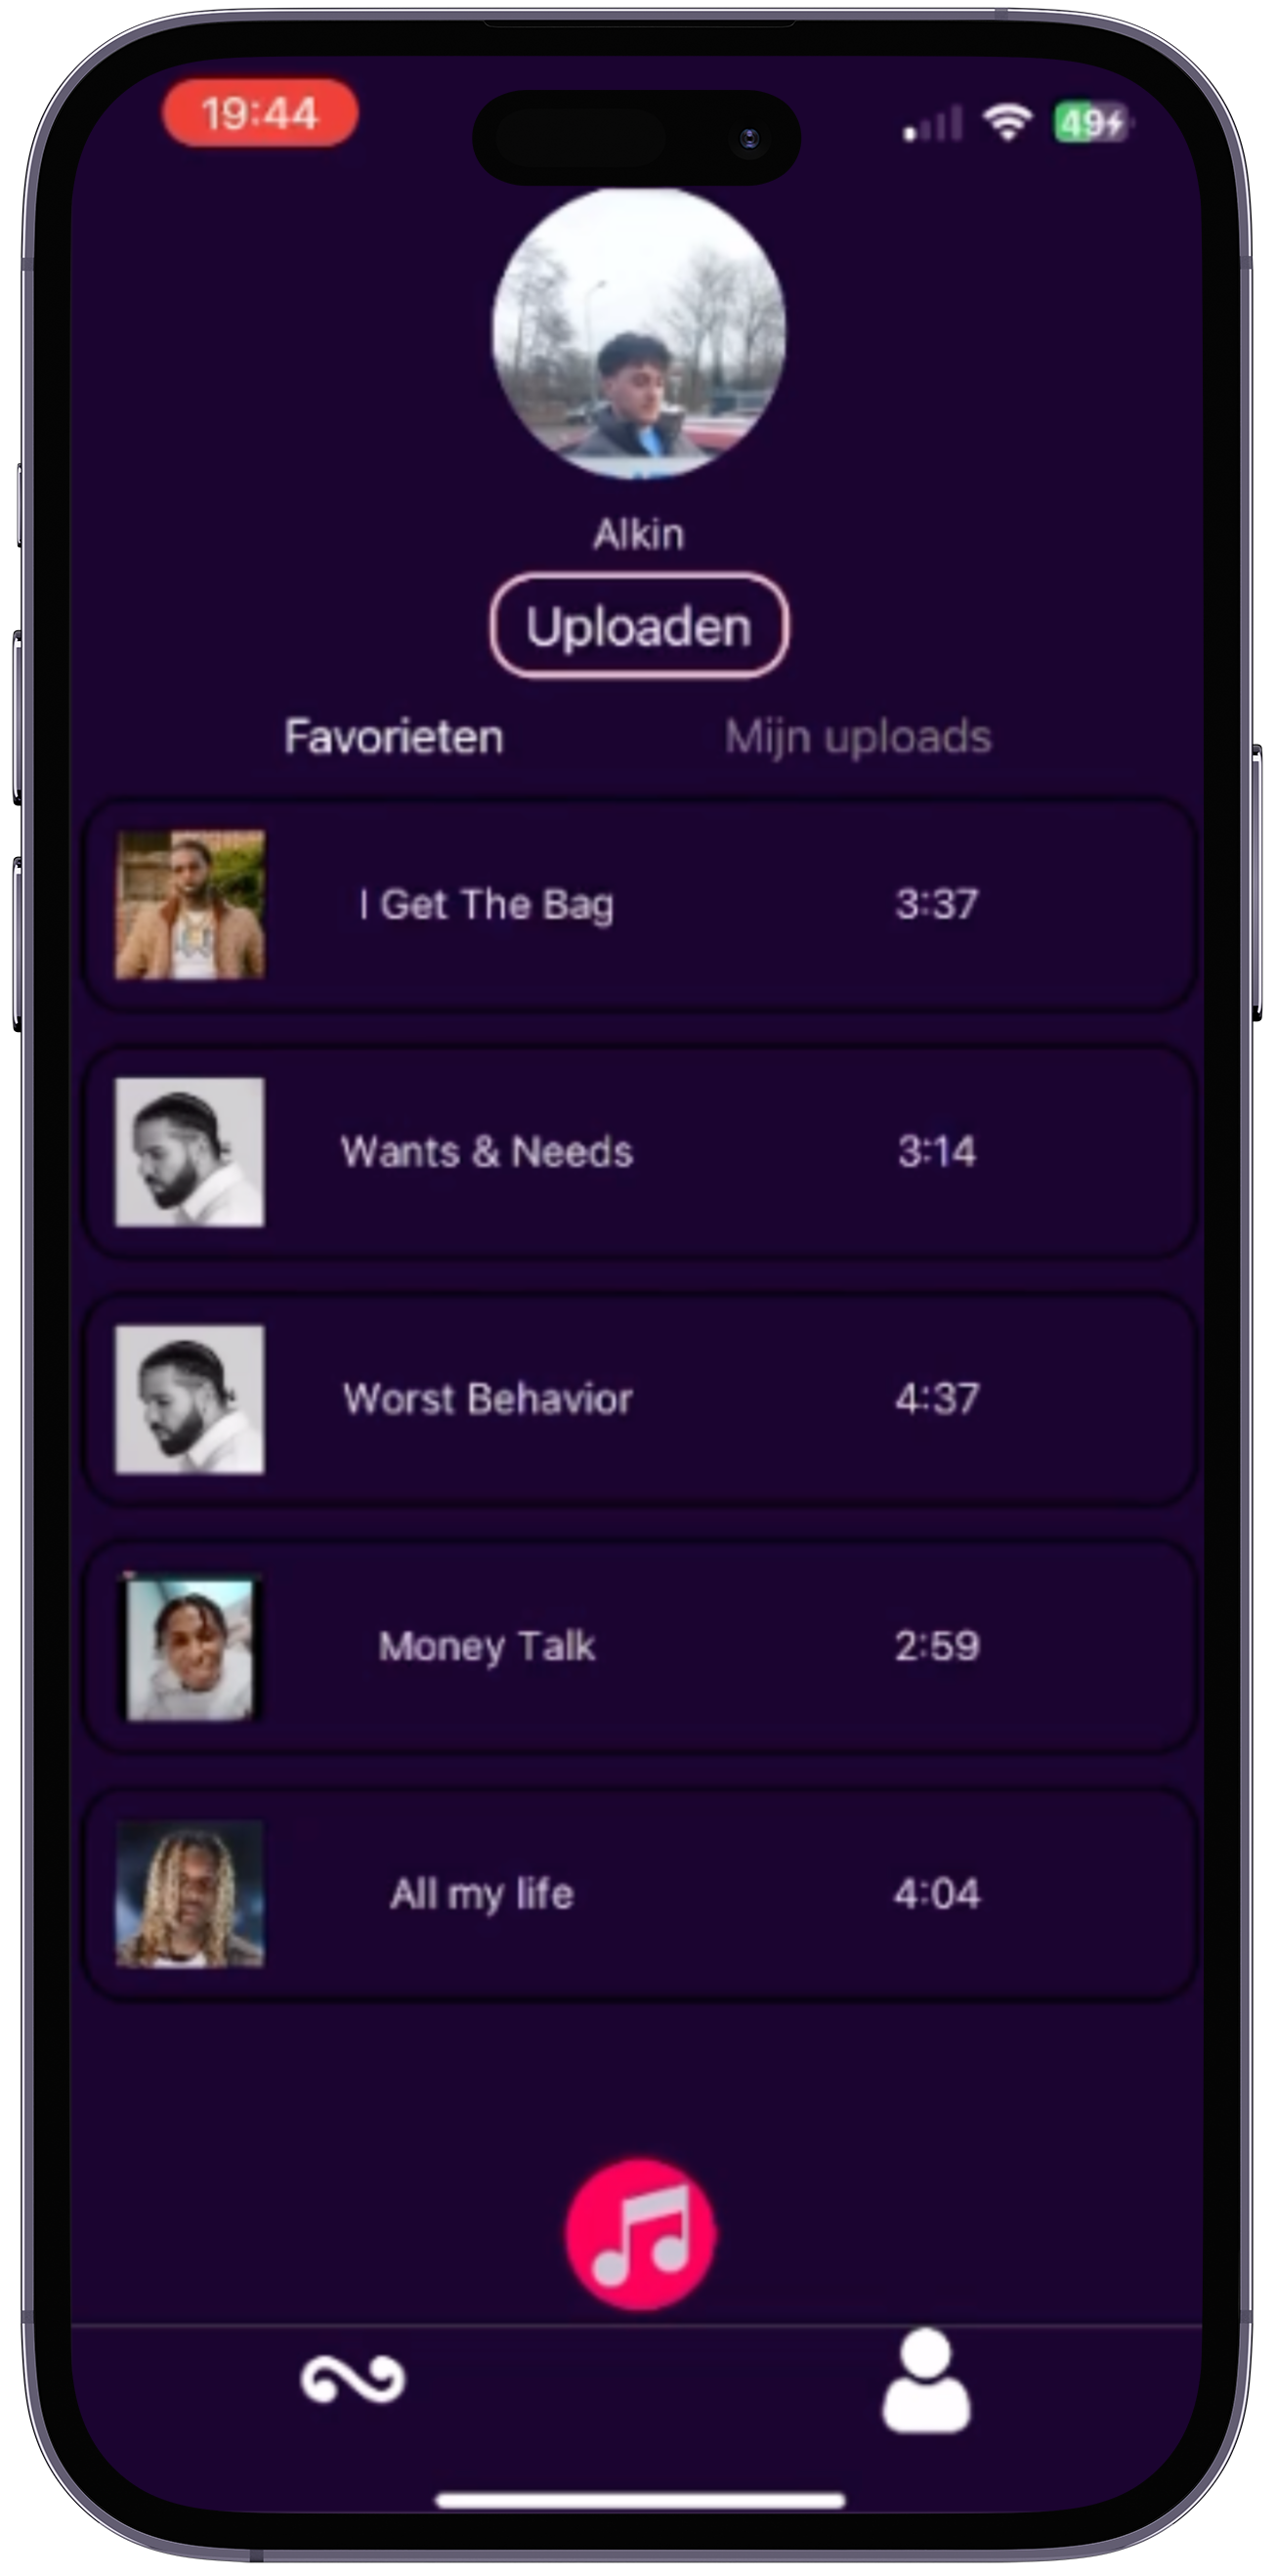 19:44
49
Alkin
Uploaden
Favorieten Mijn uploads
I Get The Bag 3:37
Wants & Needs 3:14
Worst Behavior 4:37
Money Talk 2:59
All my life 4:04